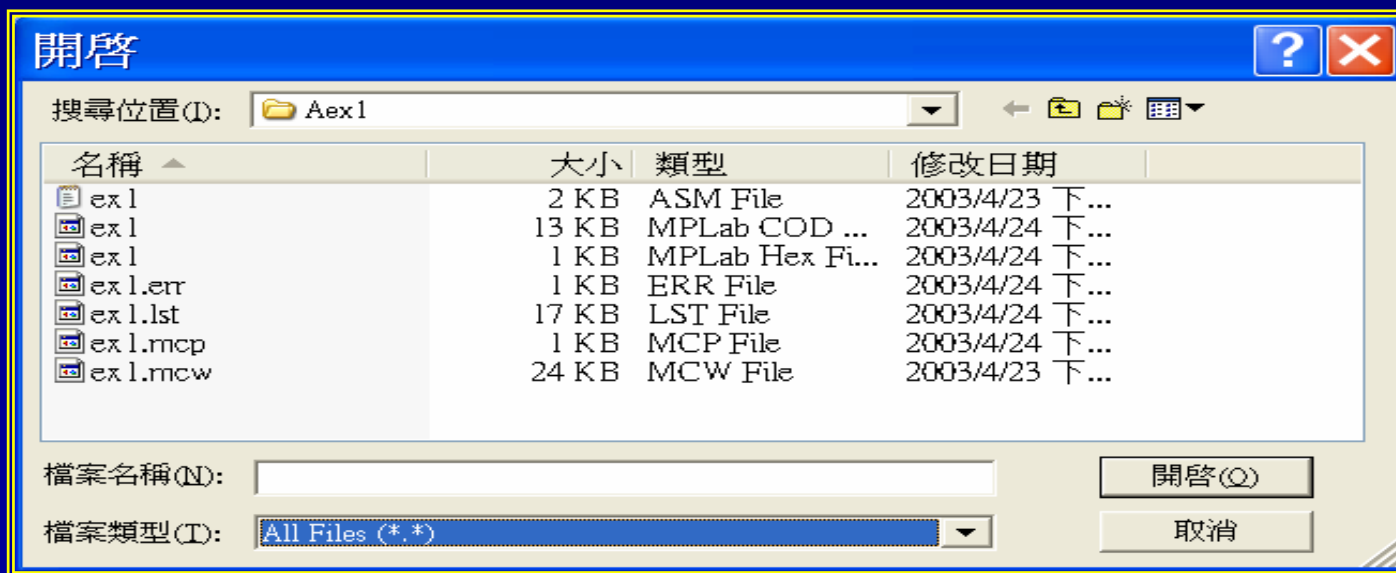 開啓
搜尋位置(I): Aex1
名稱 大小 類型 修改日期
ex1 2 KB ASM File 2003/4/23 下...
ex1 13 KB MPLab COD ... 2003/4/24 下...
ex1 1 KB MPLab Hex Fi... 2003/4/24 下...
ex1.err 1 KB ERR File 2003/4/24 下...
ex1.lst 17 KB LST File 2003/4/24 下...
ex1.mcp 1 KB MCP File 2003/4/24 下...
ex1.mcw 24 KB MCW File 2003/4/23 下...
檔案名稱(N): 開啓(O)
檔案類型(T): All Files (*.*) 取消